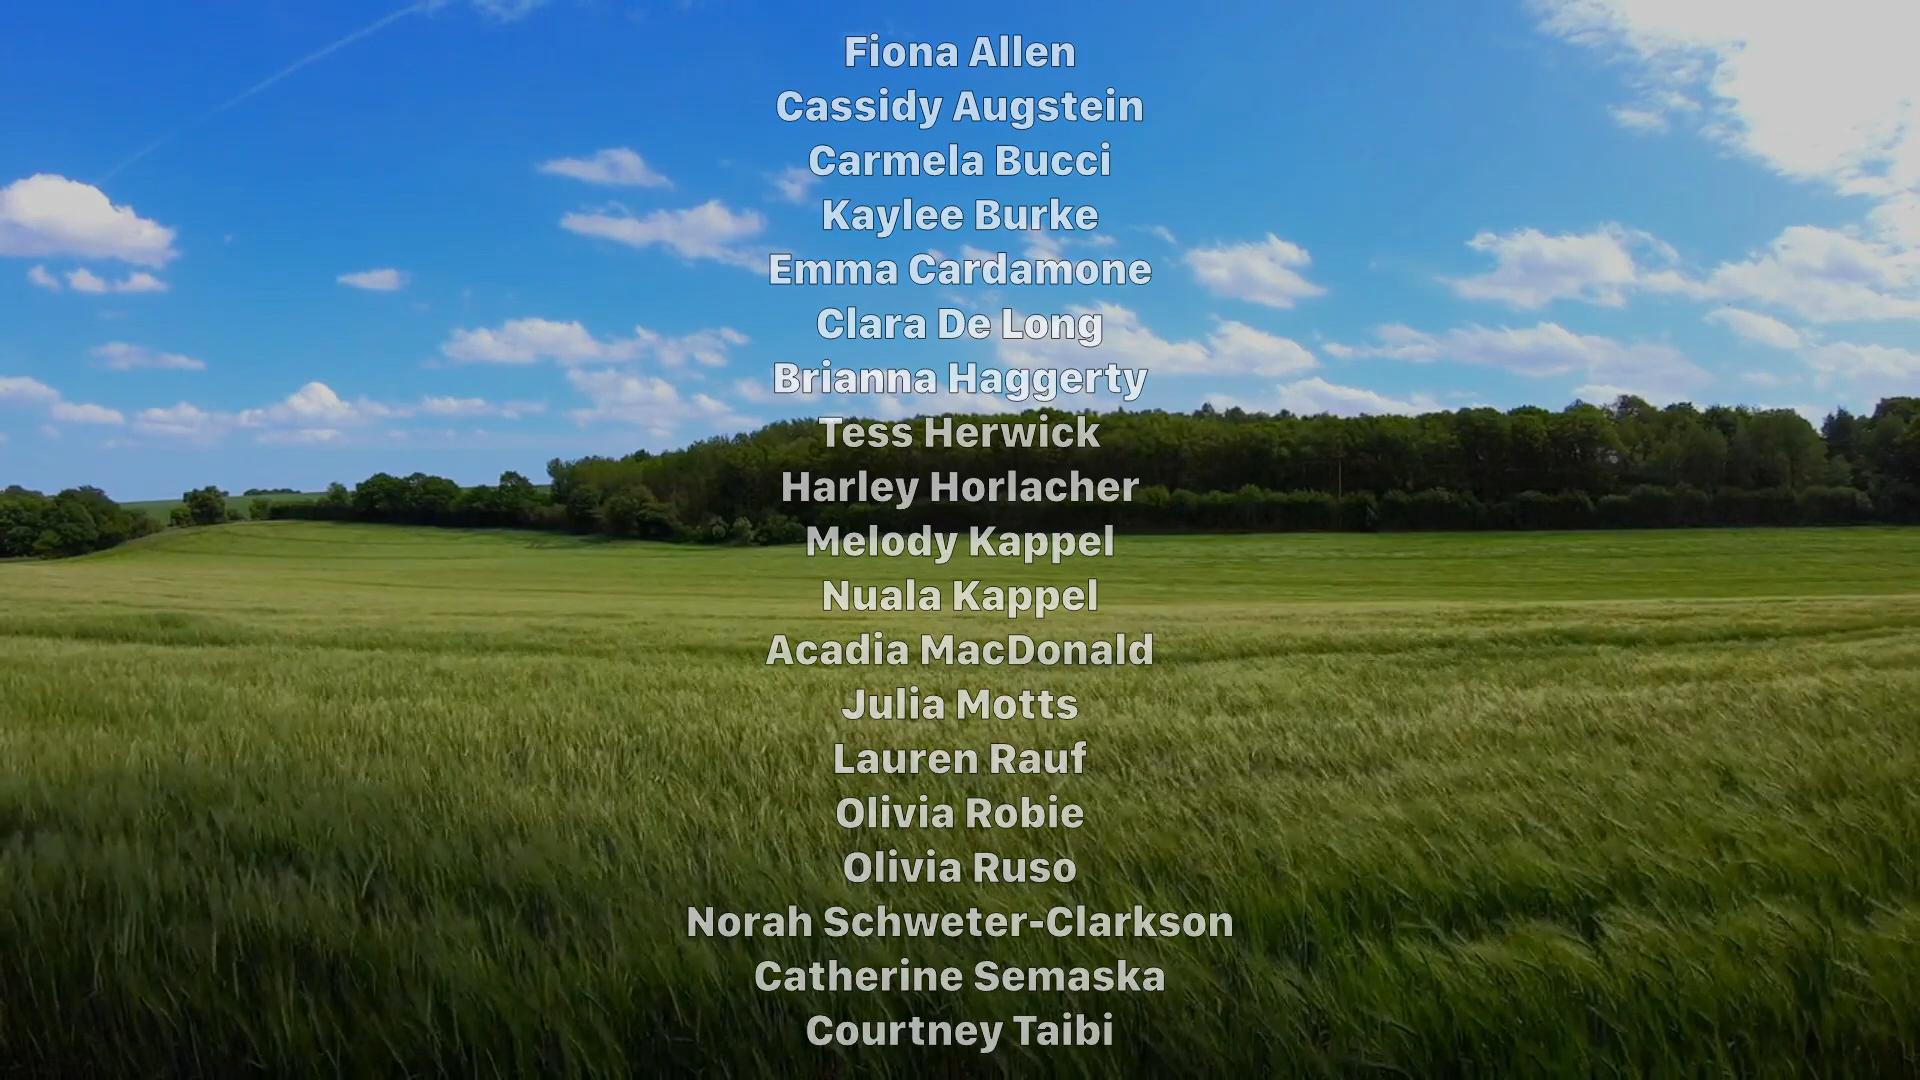 Fiona Allen
Cassidy Augstein
Carmela Bucci
Kaylee Burke
Emma Cardamone
Clara De Long
Brianna Haggerty
Tess Herwick
Harley Horlacher
Melody Kappel
Nuala Kappel
Acadia MacDonald
Julia Motts
Lauren Rauf
Olivia Robie
Olivia Ruso
Norah Schweter-Clarkson
Catherine Semaska
Courtney Taibi